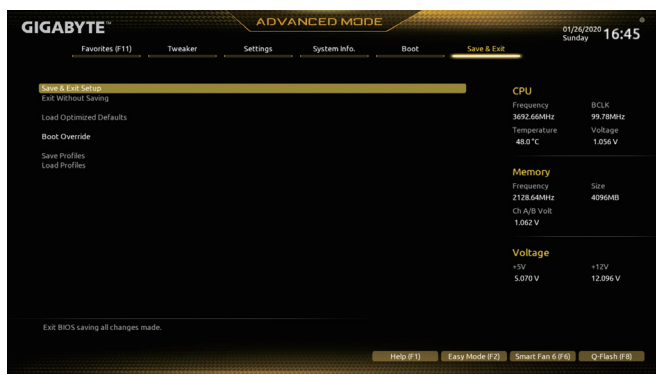 GIGABYTE™
ADVANCED MODE
01/26/2020
Sunday
16:45
Favorites (F11) Tweaker Settings System Info. Boot Save & Exit
Save & Exit Setup
Exit Without Saving
Load Optimized Defaults
Boot Override
Save Profiles
Load Profiles
CPU
Frequency BCLK
3692.66MHz 99.78MHz
Temperature Voltage
48.0 °C 1.056 V
Memory
Frequency Size
2128.64MHz 4096MB
Ch A/B Volt
1.062 V
Voltage
+5V +12V
5.070 V 12.096 V
Exit BIOS saving all changes made.
Help (F1) Easy Mode (F2) Smart Fan 6 (F6) Q-Flash (F8)